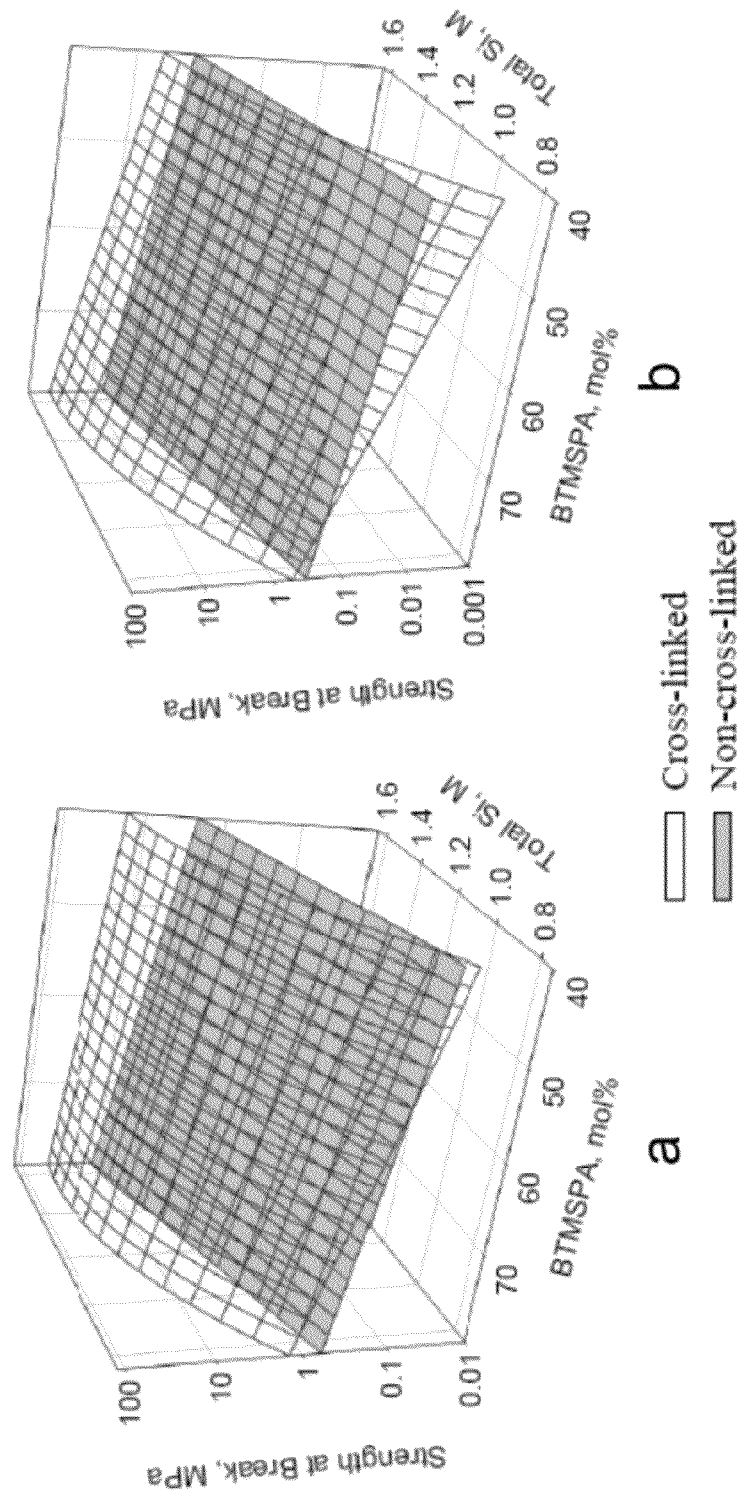 Strength at Break, MPa
100
10
1
0.1
0.01
70
60
50
40
BTMSPA, mol%
0.8
1.0
1.2
1.4
1.6
Total Si, M
a
Strength at Break, MPa
100
10
1
0.1
0.01
0.001
70
60
50
40
BTMSPA, mol%
0.8
1.0
1.2
1.4
1.6
Total Si, M
b
Cross-linked
Non-cross-linked